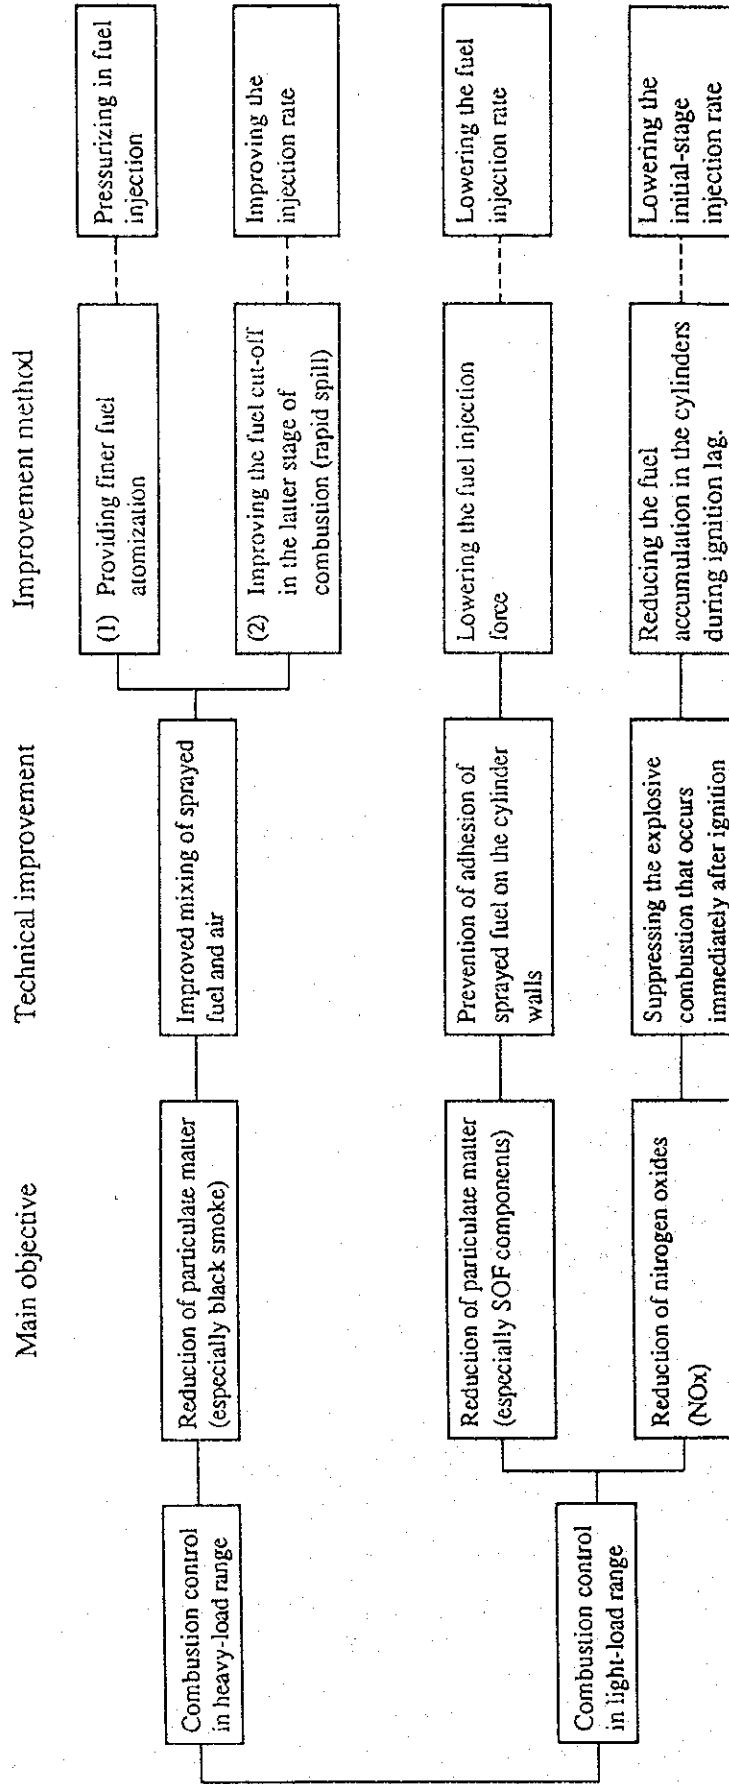 Main objective
Technical improvement
Improvement method
Combustion control
in heavy-load range
Reduction of particulate matter
(especially black smoke)
Improved mixing of sprayed
fuel and air
(1) Providing finer fuel
atomization
Pressurizing in fuel
injection
(2) Improving the fuel cut-off
in the latter stage of
combustion (rapid spill)
Improving the
injection rate
Combustion control
in light-load range
Reduction of particulate matter
(especially SOF components)
Prevention of adhesion of
sprayed fuel on the cylinder
walls
Lowering the fuel injection
force
Lowering the fuel
injection rate
Reduction of nitrogen oxides
(NOx)
Suppressing the explosive
combustion that occurs
immediately after ignition
Reducing the fuel
accumulation in the cylinders
during ignition lag.
Lowering the
initial-stage
injection rate